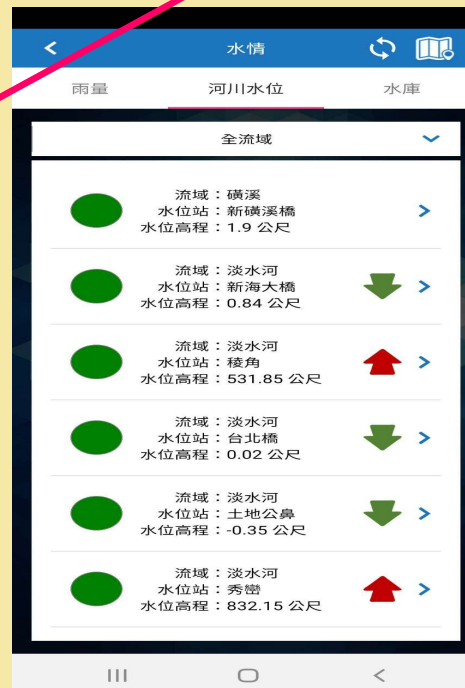 水情
雨量 河川水位 水庫
全流域
流域：磺溪
水位站：新磺溪橋
水位高程：1.9 公尺
流域：淡水河
水位站：新海大橋
水位高程：0.84 公尺
流域：淡水河
水位站：稜角
水位高程：531.85 公尺
流域：淡水河
水位站：台北橋
水位高程：0.02 公尺
流域：淡水河
水位站：土地公鼻
水位高程：-0.35 公尺
流域：淡水河
水位站：秀巒
水位高程：832.15 公尺